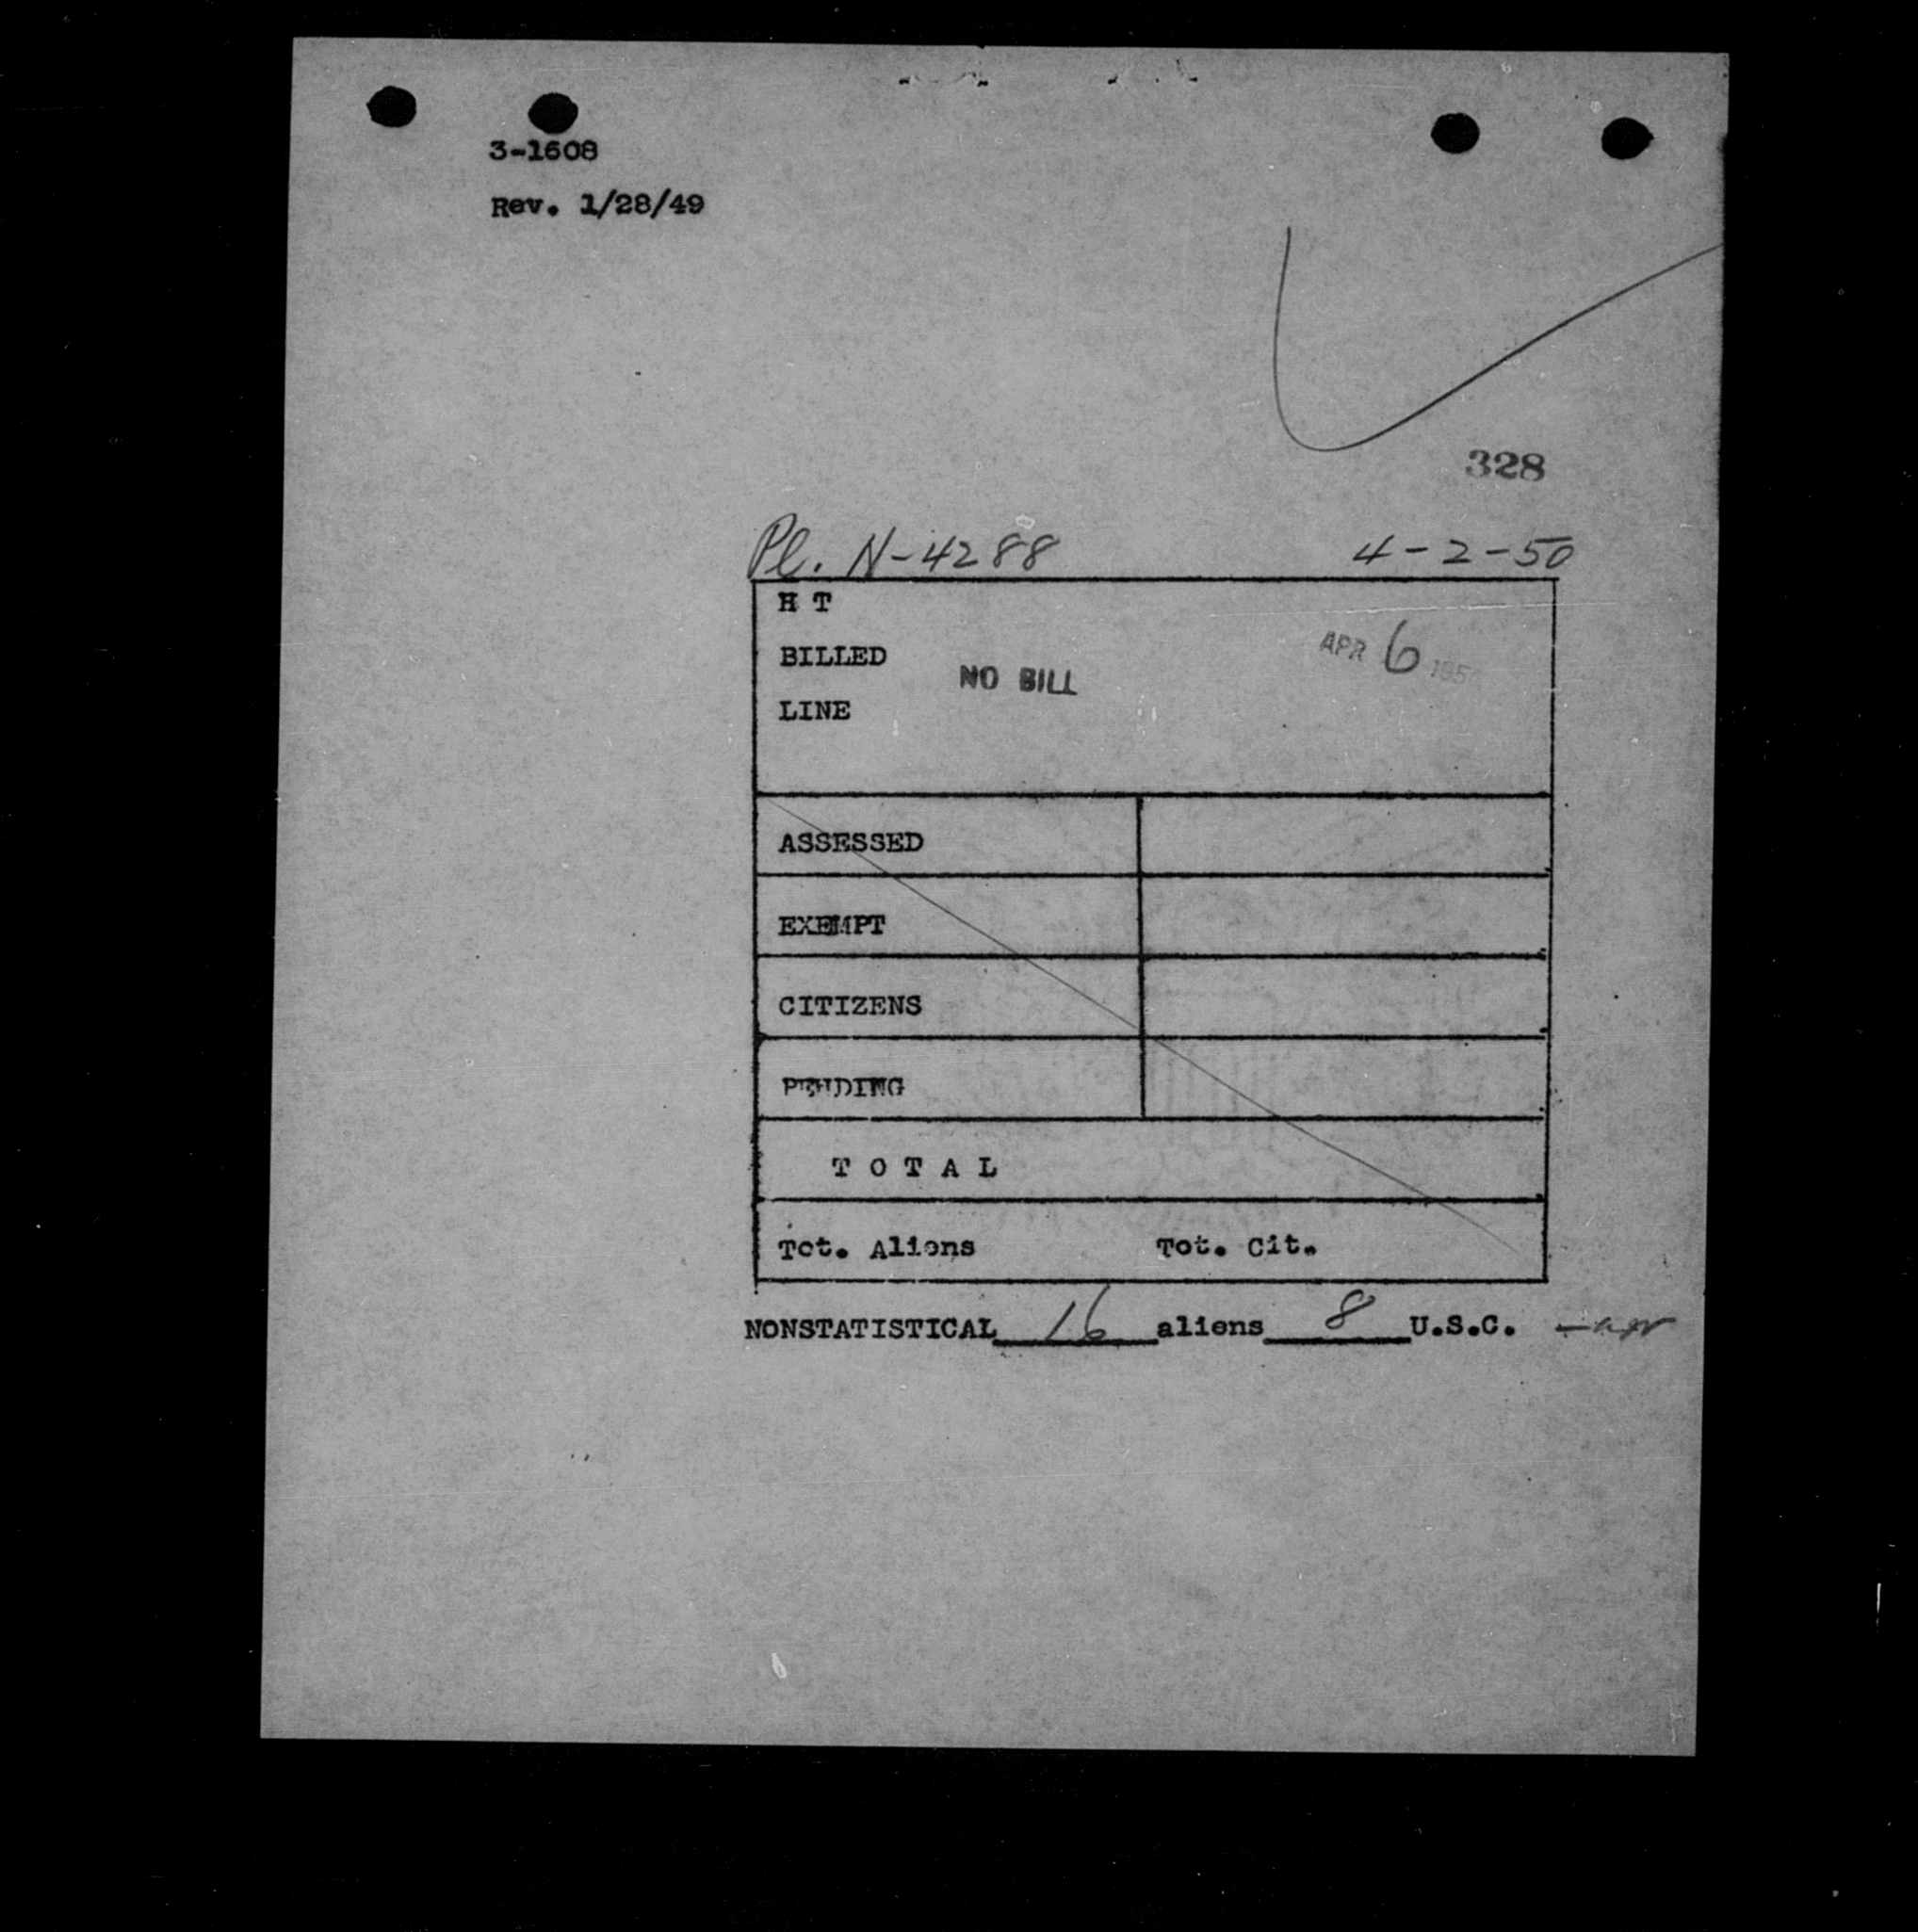 3-1608
Rev. 1/28/49
328
Pl. N-4288 4-2-50
H T
BILLED
NO BILL
APR 6 195
LINE
ASSESSED
EXEMPT
CITIZENS
PENDING
T O T A L
Tot. Aliens Tot. Cit.
NONSTATISTICAL 16 aliens 8 U.S.C.